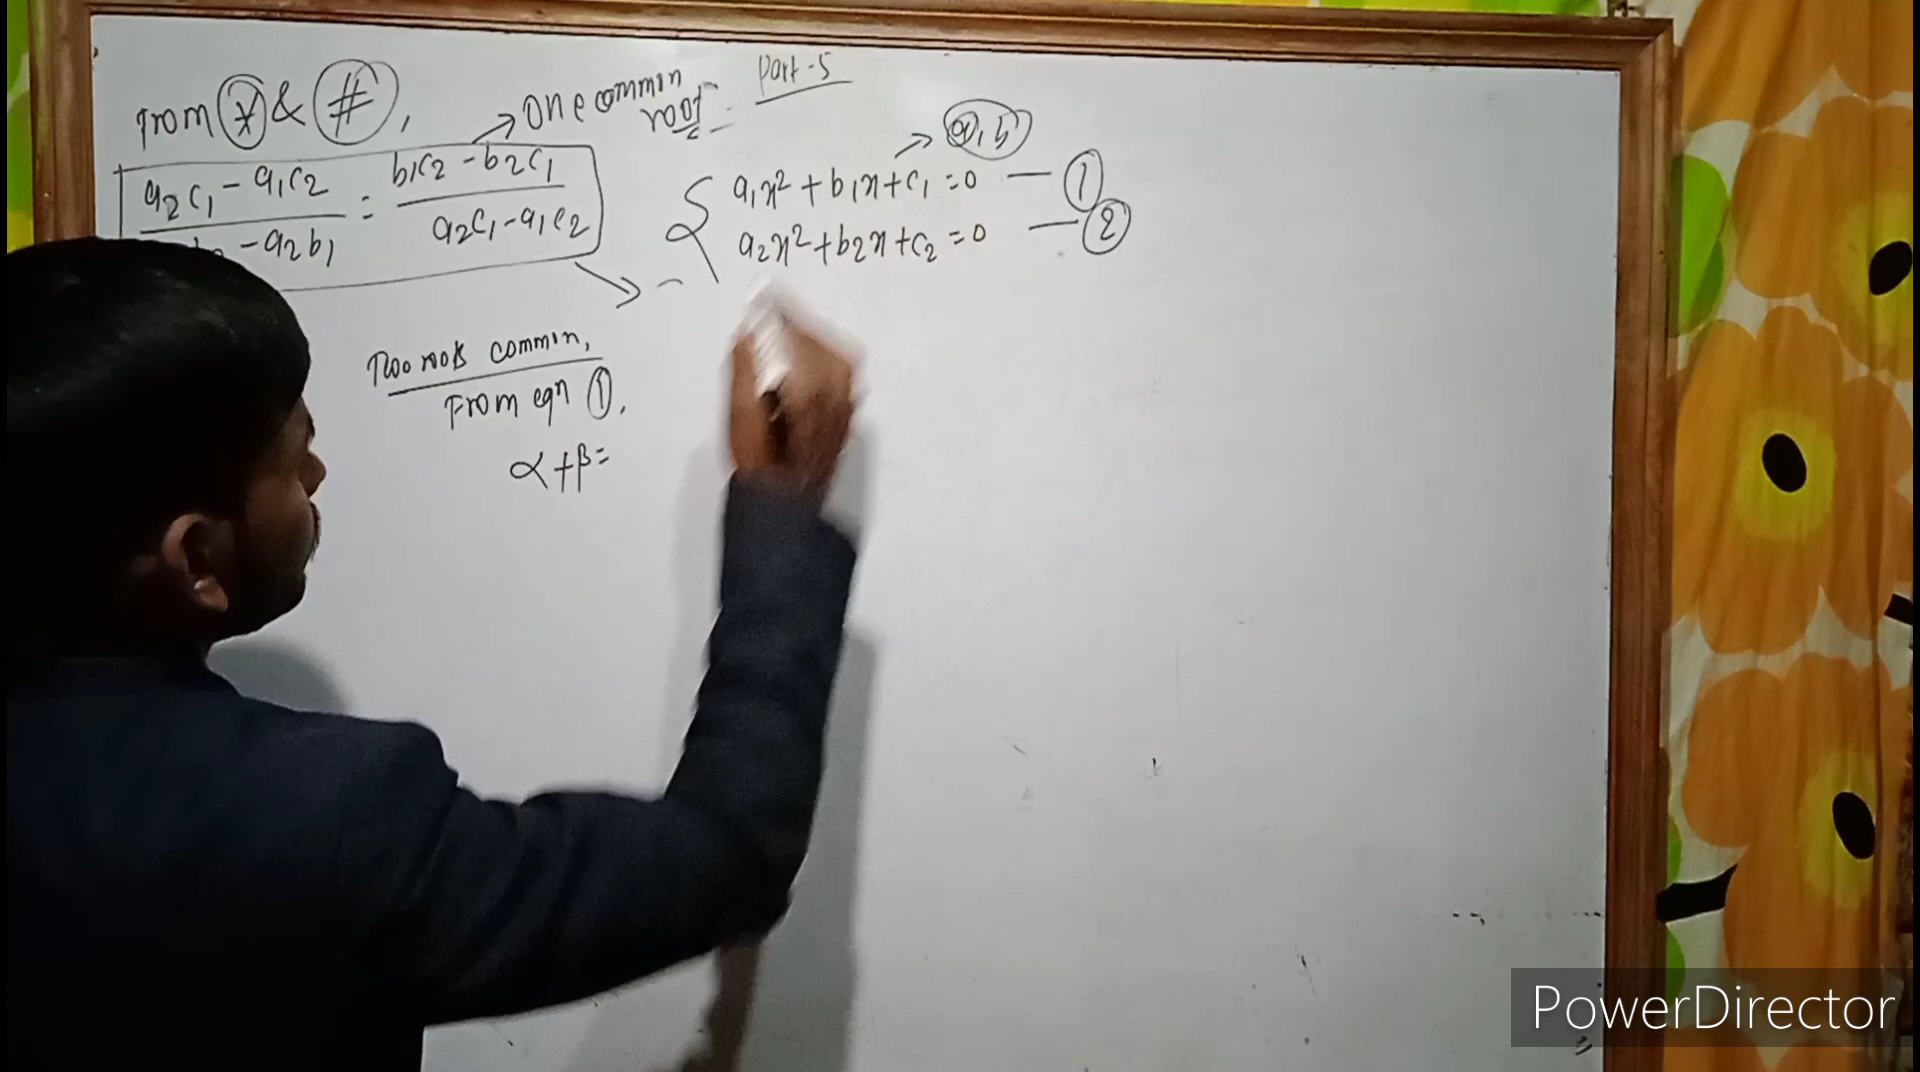 Part-5
From * & #,
→ One common root
a₂c₁ - a₁c₂ / - a₂b₁ = b₁c₂ - b₂c₁ / a₂c₁ - a₁c₂
a₁x² + b₁x + c₁ = 0 — ①
a₂x² + b₂x + c₂ = 0 — ②
Two roots common,
From eqn ①,
α + β =
PowerDirector